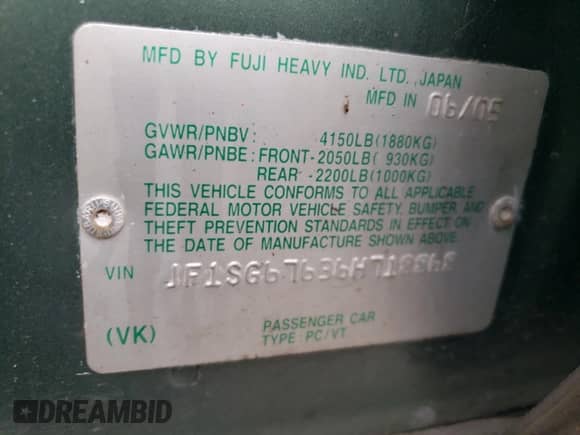 MFD BY FUJI HEAVY IND. LTD., JAPAN
MFD IN 06/05
GVWR/PNBV: 4150LB(1880KG)
GAWR/PNBE: FRONT-2050LB( 930KG)
REAR -2200LB(1000KG)
THIS VEHICLE CONFORMS TO ALL APPLICABLE
FEDERAL MOTOR VEHICLE SAFETY, BUMPER, AND
THEFT PREVENTION STANDARDS IN EFFECT ON
THE DATE OF MANUFACTURE SHOWN ABOVE.
VIN
(VK) PASSENGER CAR
TYPE PC/VT
DREAMBID